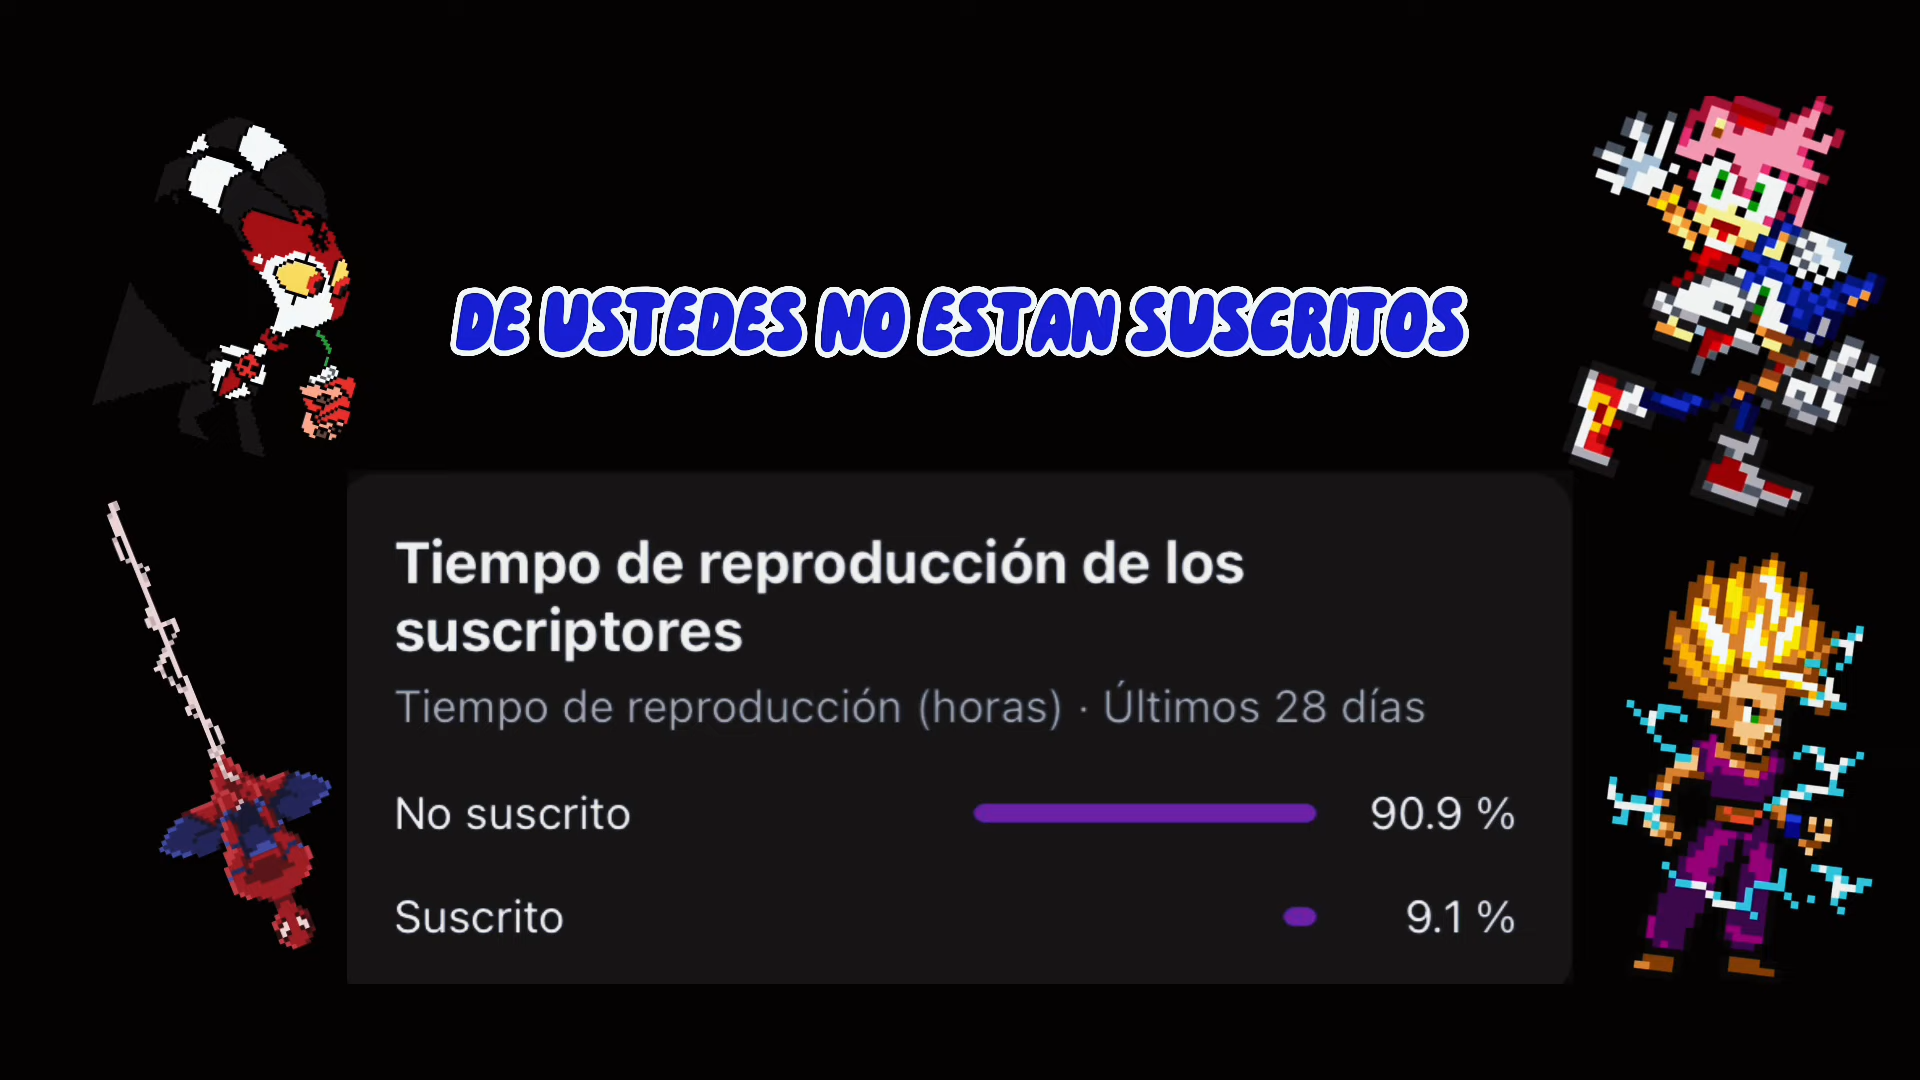 DE USTEDES NO ESTAN SUSCRITOS
Tiempo de reproducción de los
suscriptores
Tiempo de reproducción (horas) · Últimos 28 días
No suscrito 90.9 %
Suscrito 9.1 %